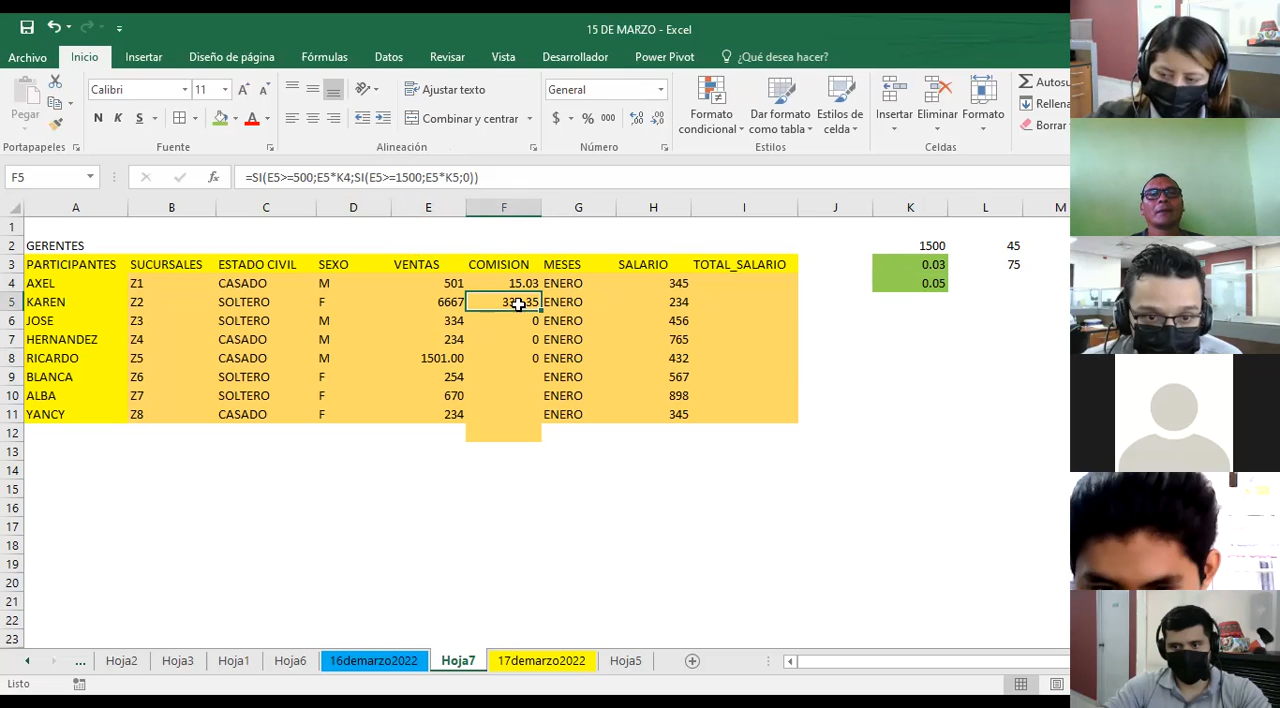 15 DE MARZO - Excel
Archivo Inicio Insertar Diseño de página Fórmulas Datos Revisar Vista Desarrollador Power Pivot ¿Qué desea hacer?
Pegar
Calibri 11
N K S
Ajustar texto
Combinar y centrar
General
$ % 000
Formato condicional
Dar formato como tabla
Estilos de celda
Insertar Eliminar Formato
Autosu
Rellena
Borrar
Portapapeles Fuente Alineación Número Estilos Celdas
F5 fx =SI(E5>=500;E5*K4;SI(E5>=1500;E5*K5;0))
A B C D E F G H I J K L M
1
2 GERENTES 1500 45
3 PARTICIPANTES SUCURSALES ESTADO CIVIL SEXO VENTAS COMISION MESES SALARIO TOTAL_SALARIO 0.03 75
4 AXEL Z1 CASADO M 501 15.03 ENERO 345 0.05
5 KAREN Z2 SOLTERO F 6667 ENERO 234
6 JOSE Z3 SOLTERO M 334 0 ENERO 456
7 HERNANDEZ Z4 CASADO M 234 0 ENERO 765
8 RICARDO Z5 CASADO M 1501.00 0 ENERO 432
9 BLANCA Z6 SOLTERO F 254 ENERO 567
10 ALBA Z7 SOLTERO F 670 ENERO 898
11 YANCY Z8 CASADO F 234 ENERO 345
12
13
14
15
16
17
18
19
20
21
22
23
... Hoja2 Hoja3 Hoja1 Hoja6 16demarzo2022 Hoja7 17demarzo2022 Hoja5
Listo